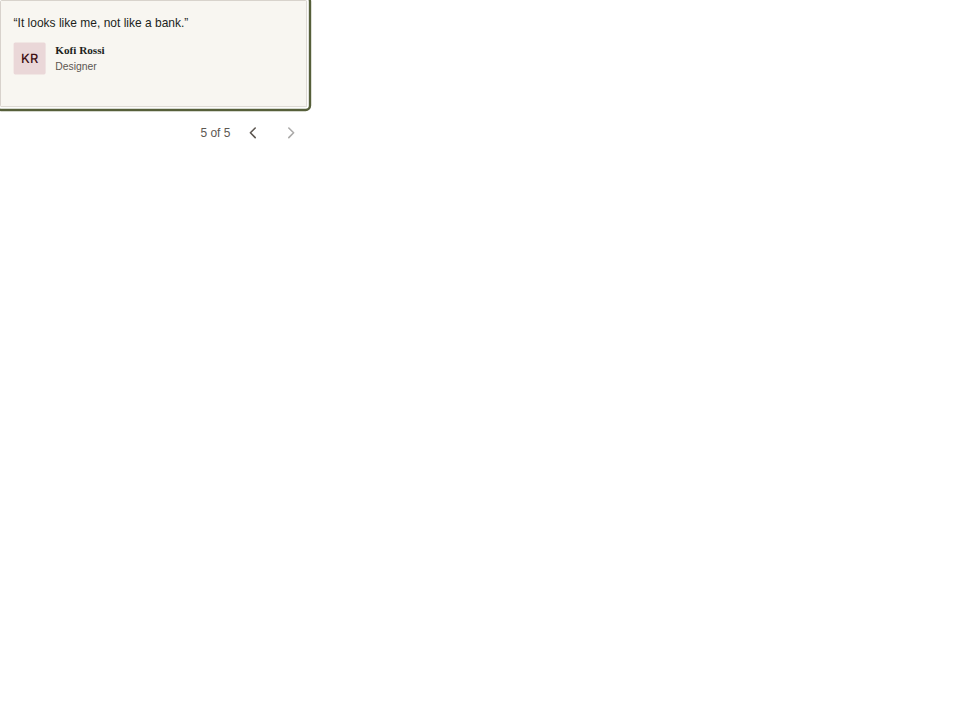 “It looks like me, not like a bank.”
KR
Kofi Rossi
Designer
5 of 5